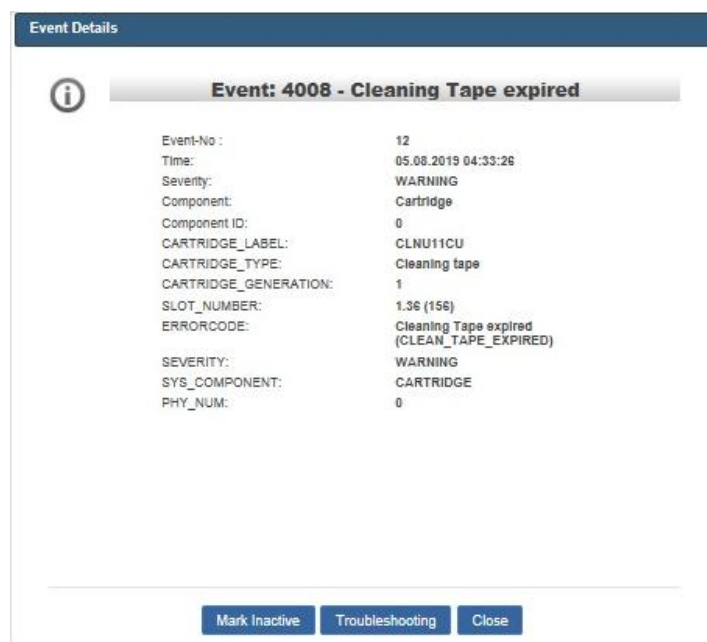 Event Details
Event: 4008 - Cleaning Tape expired
Event-No : 12
Time: 05.08.2019 04:33:26
Severity: WARNING
Component: Cartridge
Component ID: 0
CARTRIDGE_LABEL: CLNU11CU
CARTRIDGE_TYPE: Cleaning tape
CARTRIDGE_GENERATION: 1
SLOT_NUMBER: 1.36 (156)
ERRORCODE: Cleaning Tape expired
(CLEAN_TAPE_EXPIRED)
SEVERITY: WARNING
SYS_COMPONENT: CARTRIDGE
PHY_NUM: 0
Mark Inactive Troubleshooting Close